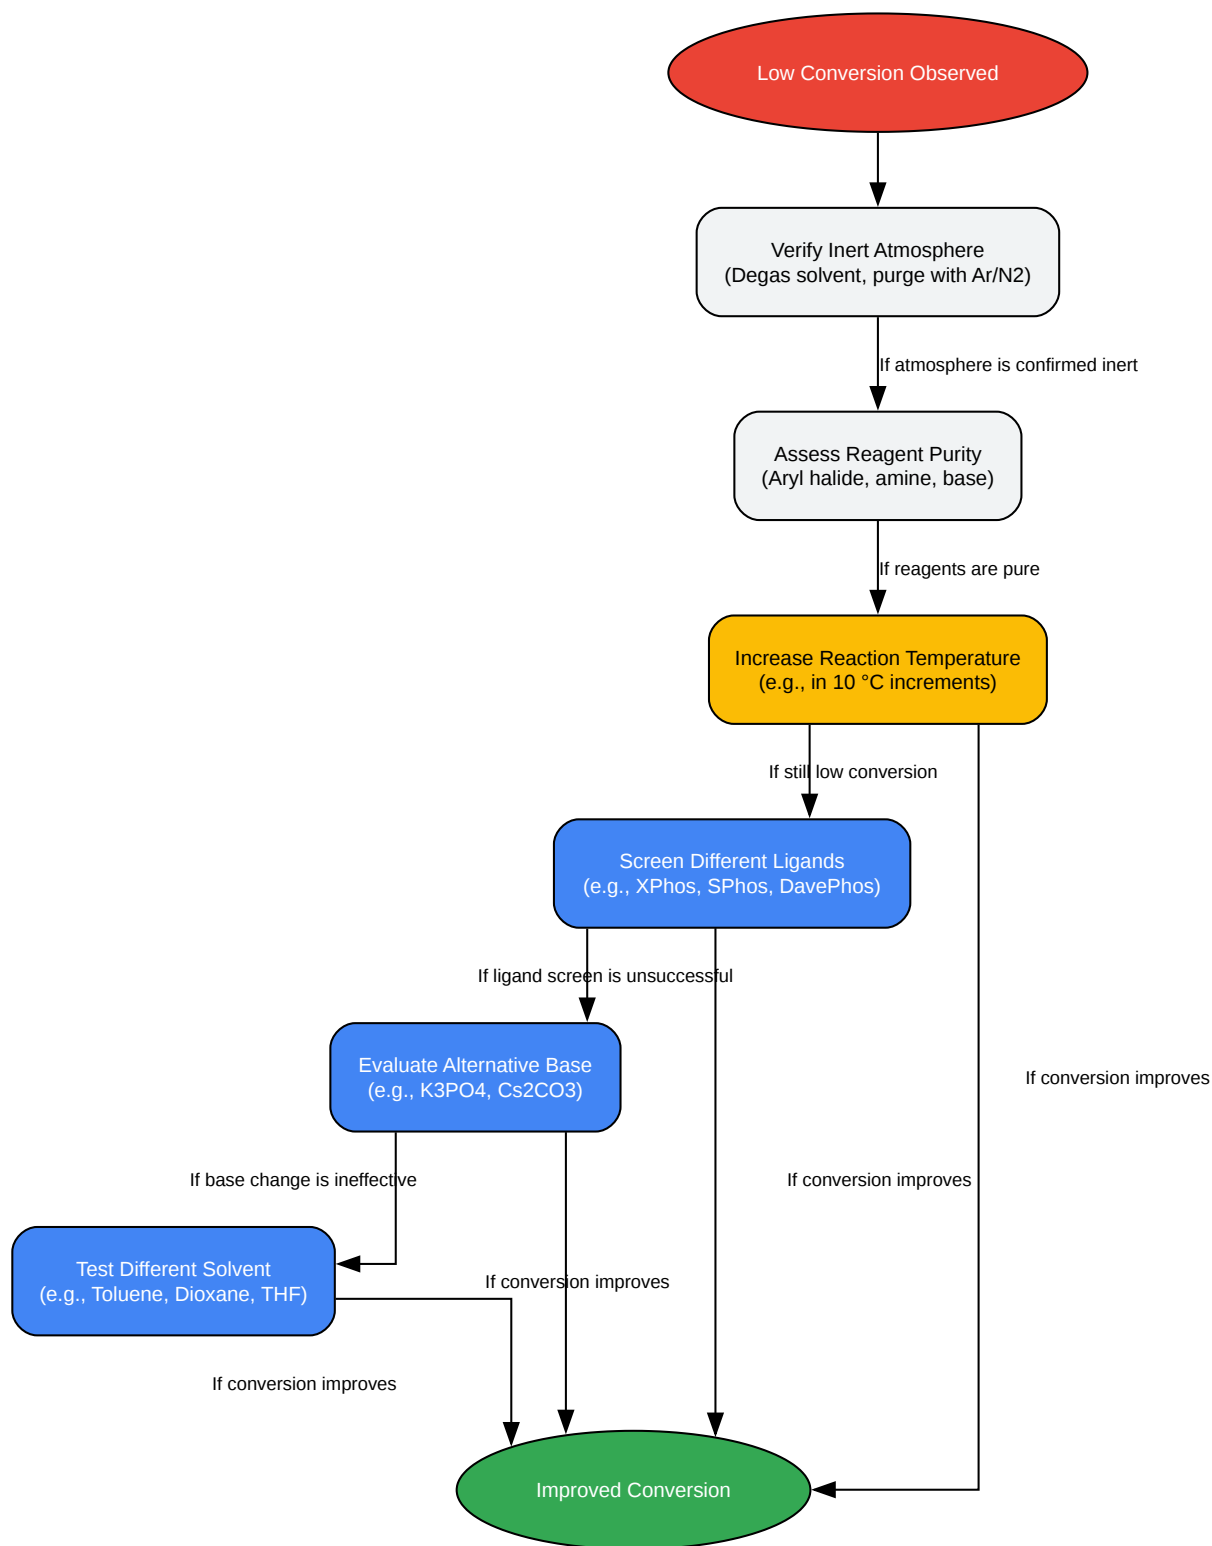 Low Conversion Observed
Verify Inert Atmosphere
(Degas solvent, purge with Ar/N2)
If atmosphere is confirmed inert
Assess Reagent Purity
(Aryl halide, amine, base)
If reagents are pure
Increase Reaction Temperature
(e.g., in 10 °C increments)
If still low conversion
Screen Different Ligands
(e.g., XPhos, SPhos, DavePhos)
If ligand screen is unsuccessful
Evaluate Alternative Base
(e.g., K3PO4, Cs2CO3)
If conversion improves
If base change is ineffective
If conversion improves
Test Different Solvent
(e.g., Toluene, Dioxane, THF)
If conversion improves
If conversion improves
Improved Conversion